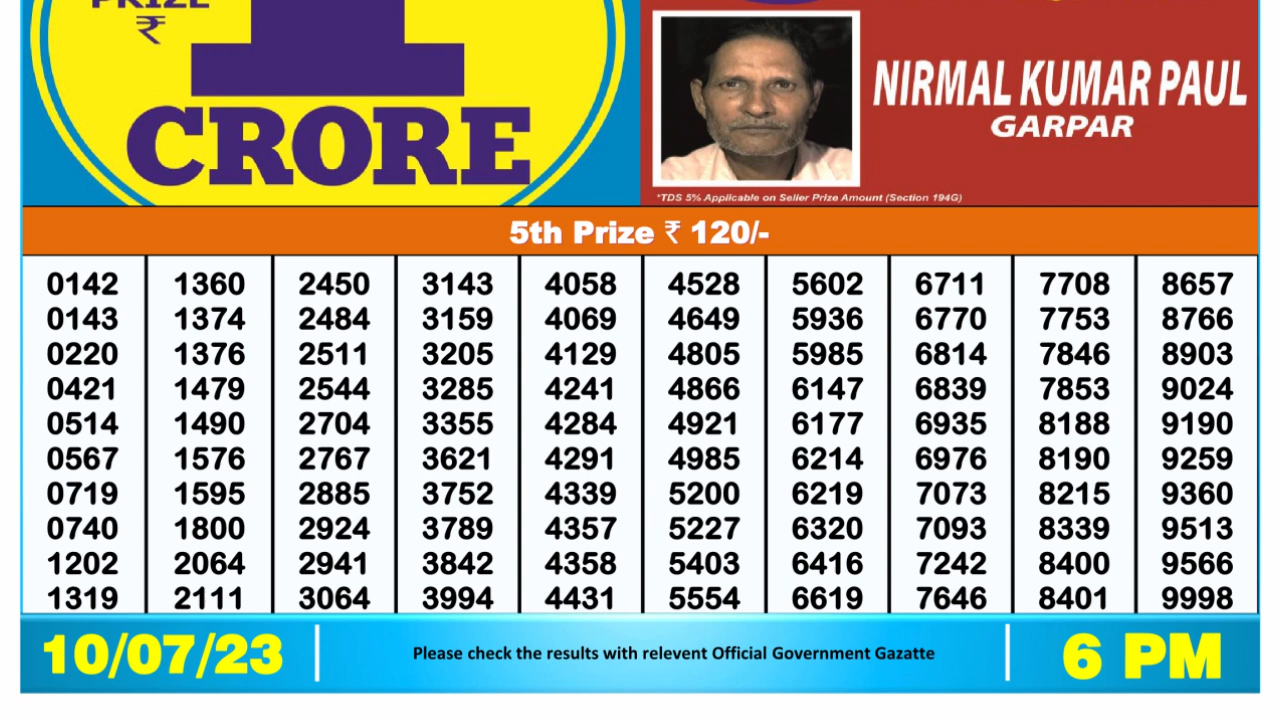 PRIZE
₹
1
CRORE
NIRMAL KUMAR PAUL
GARPAR
*TDS 5% Applicable on Seller Prize Amount (Section 194G)
5th Prize ₹ 120/-
0142 1360 2450 3143 4058 4528 5602 6711 7708 8657
0143 1374 2484 3159 4069 4649 5936 6770 7753 8766
0220 1376 2511 3205 4129 4805 5985 6814 7846 8903
0421 1479 2544 3285 4241 4866 6147 6839 7853 9024
0514 1490 2704 3355 4284 4921 6177 6935 8188 9190
0567 1576 2767 3621 4291 4985 6214 6976 8190 9259
0719 1595 2885 3752 4339 5200 6219 7073 8215 9360
0740 1800 2924 3789 4357 5227 6320 7093 8339 9513
1202 2064 2941 3842 4358 5403 6416 7242 8400 9566
1319 2111 3064 3994 4431 5554 6619 7646 8401 9998
10/07/23 Please check the results with relevent Official Government Gazatte 6 PM